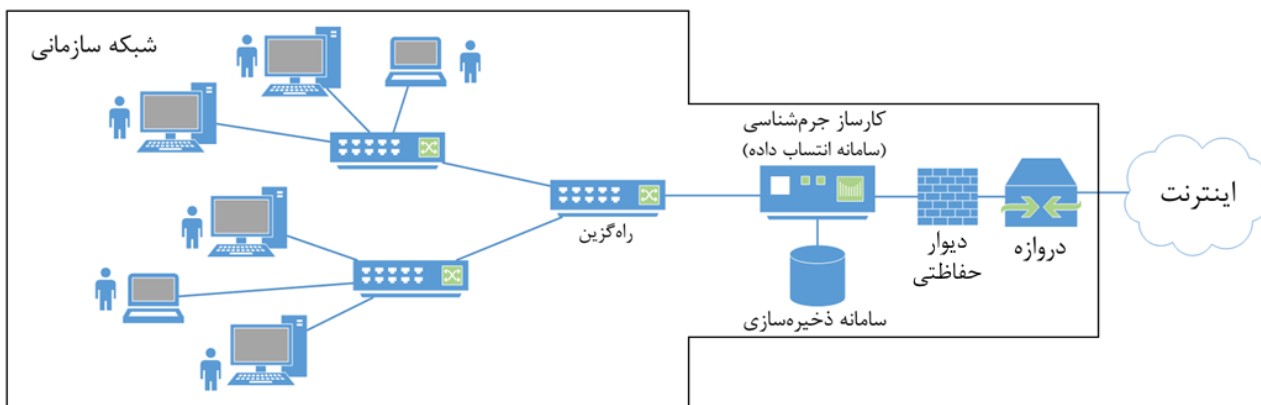 شبکه سازمانی
کارساز جرم‌شناسی
(سامانه انتساب داده)
اینترنت
راه‌گزین
دیوار
حفاظتی
دروازه
سامانه ذخیره‌سازی